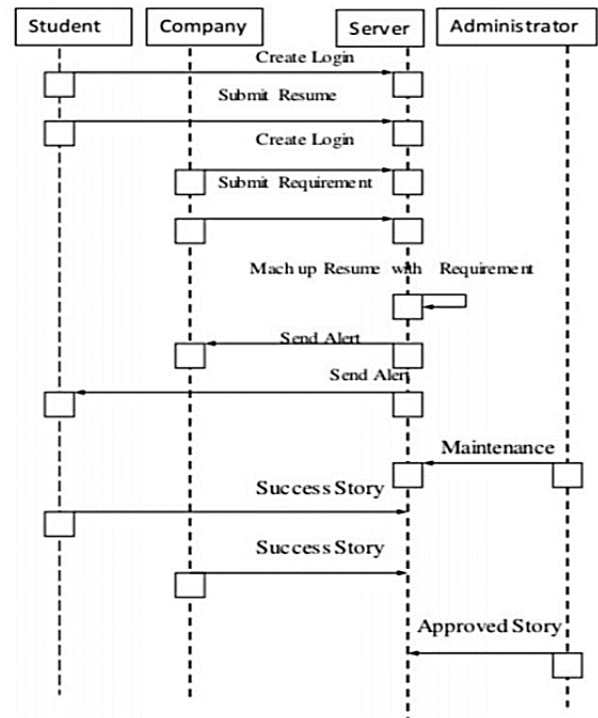 Student Company Server Administrator
Create Login
Submit Resume
Create Login
Submit Requirement
Mach up Resume with Requirement
Send Alert
Send Alert
Maintenance
Success Story
Success Story
Approved Story